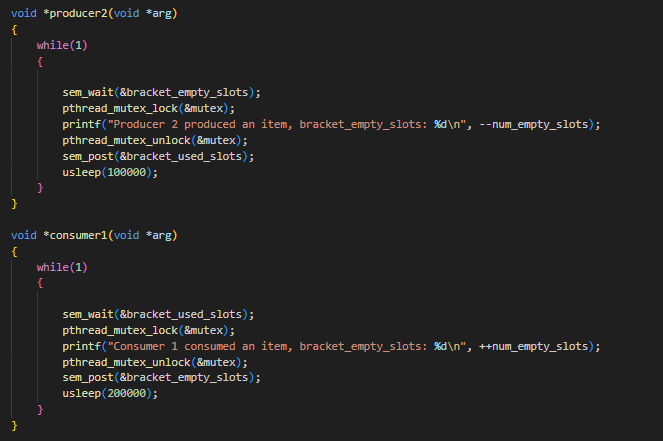 void *producer2(void *arg)
{
    while(1)
    {

        sem_wait(&bracket_empty_slots);
        pthread_mutex_lock(&mutex);
        printf("Producer 2 produced an item, bracket_empty_slots: %d\n", --num_empty_slots);
        pthread_mutex_unlock(&mutex);
        sem_post(&bracket_used_slots);
        usleep(100000);
    }
}

void *consumer1(void *arg)
{
    while(1)
    {

        sem_wait(&bracket_used_slots);
        pthread_mutex_lock(&mutex);
        printf("Consumer 1 consumed an item, bracket_empty_slots: %d\n", ++num_empty_slots);
        pthread_mutex_unlock(&mutex);
        sem_post(&bracket_empty_slots);
        usleep(200000);
    }
}